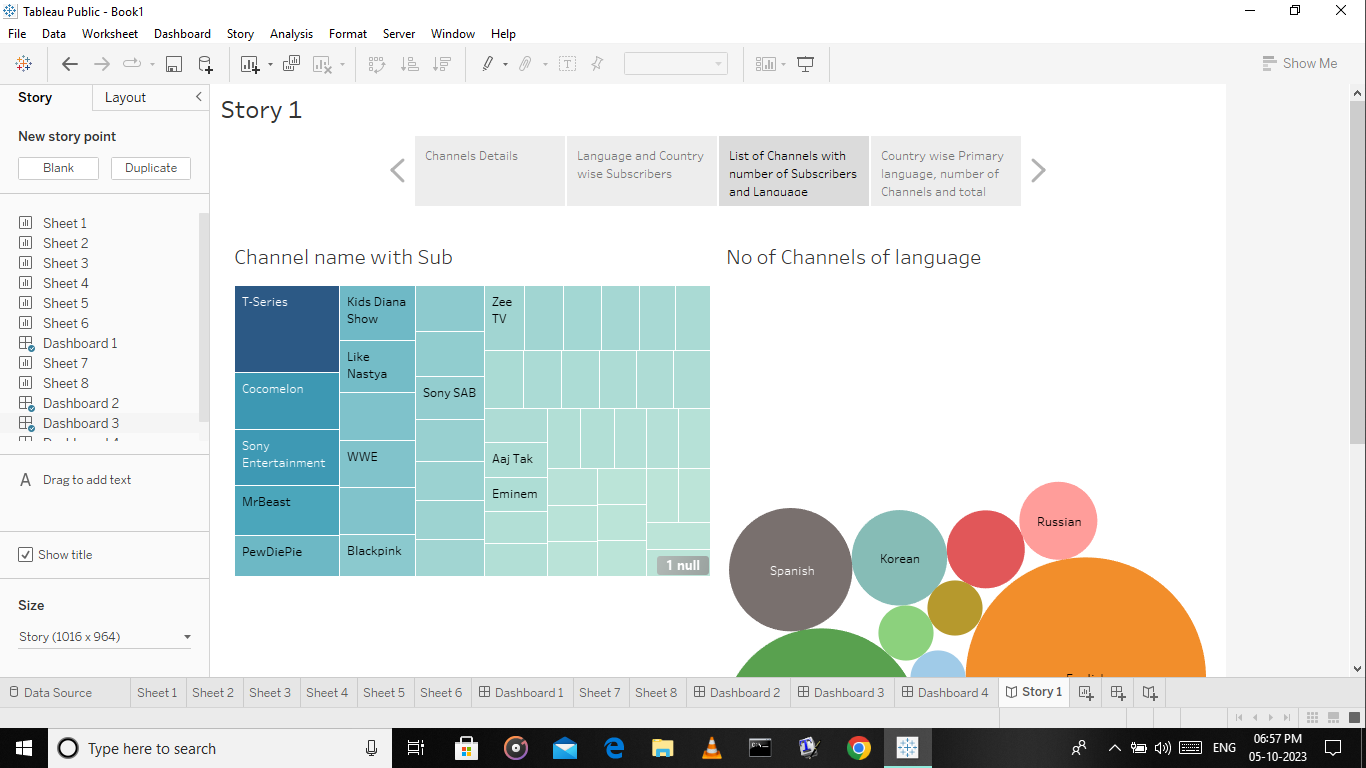 Tableau Public - Book1
File Data Worksheet Dashboard Story Analysis Format Server Window Help
Show Me
Story Layout
New story point
Blank Duplicate
Sheet 1
Sheet 2
Sheet 3
Sheet 4
Sheet 5
Sheet 6
Dashboard 1
Sheet 7
Sheet 8
Dashboard 2
Dashboard 3
A Drag to add text
Show title
Size
Story (1016 x 964)
Story 1
Channels Details
Language and Country
wise Subscribers
List of Channels with
number of Subscribers
and Language
Country wise Primary
language, number of
Channels and total
Channel name with Sub
T-Series
Cocomelon
Sony
Entertainment
MrBeast
PewDiePie
Kids Diana
Show
Like
Nastya
WWE
Blackpink
Sony SAB
Zee
TV
Aaj Tak
Eminem
1 null
No of Channels of language
Spanish
Korean
Russian
Data Source Sheet 1 Sheet 2 Sheet 3 Sheet 4 Sheet 5 Sheet 6 Dashboard 1 Sheet 7 Sheet 8 Dashboard 2 Dashboard 3 Dashboard 4 Story 1
Type here to search
ENG
06:57 PM
05-10-2023